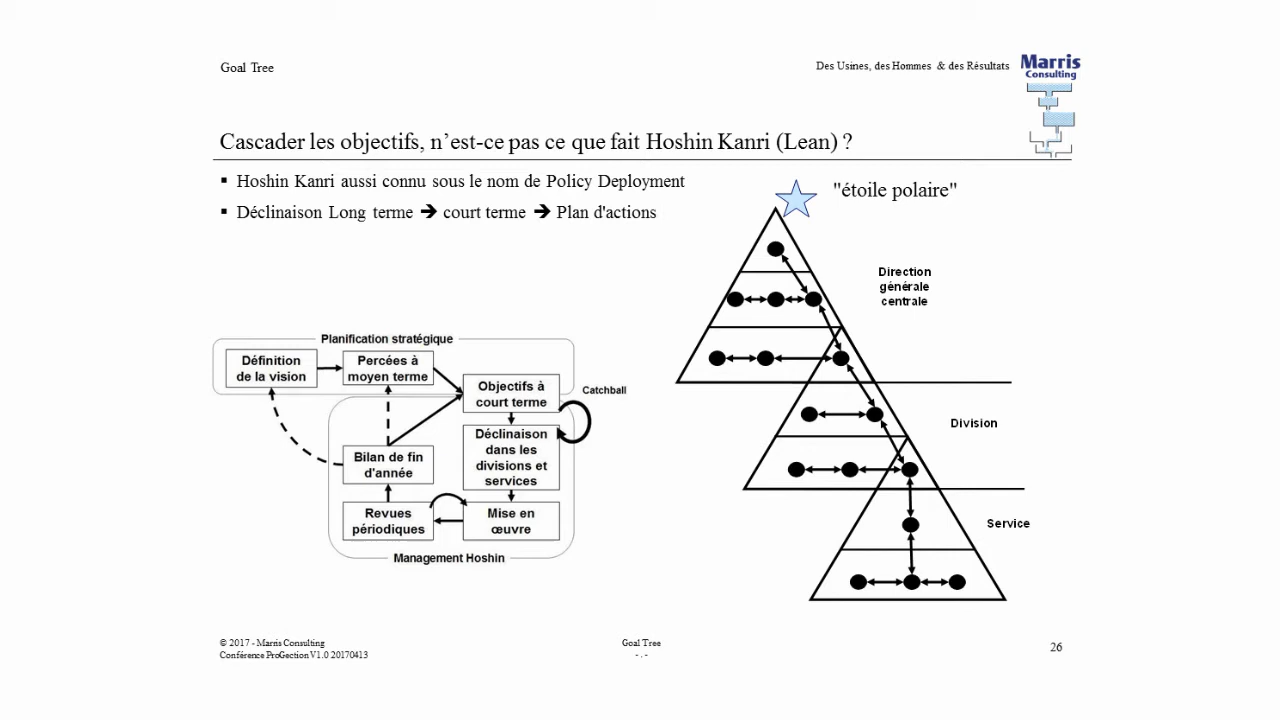 Goal Tree
Des Usines, des Hommes & des Résultats
Marris
Consulting
Cascader les objectifs, n’est-ce pas ce que fait Hoshin Kanri (Lean) ?
▪ Hoshin Kanri aussi connu sous le nom de Policy Deployment
▪ Déclinaison Long terme 🡺 court terme 🡺 Plan d'actions
"étoile polaire"
Direction
générale
centrale
Division
Service
Planification stratégique
Définition
de la vision
Percées à
moyen terme
Objectifs à
court terme
Catchball
Déclinaison
dans les
divisions et
services
Bilan de fin
d'année
Revues
périodiques
Mise en
œuvre
Management Hoshin
© 2017 - Marris Consulting
Conférence ProGection V1.0 20170413
Goal Tree
- . -
26